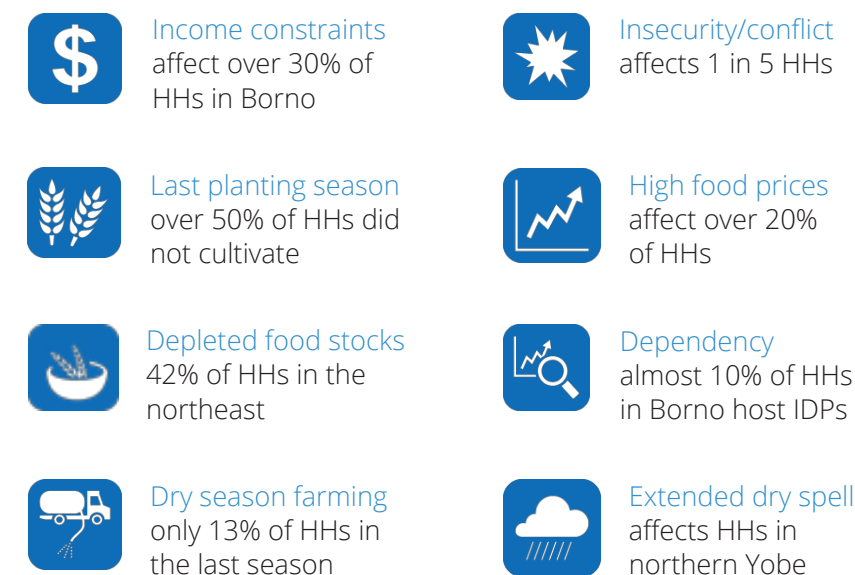 Income constraints
affect over 30% of
HHs in Borno
Insecurity/conflict
affects 1 in 5 HHs
Last planting season
over 50% of HHs did
not cultivate
High food prices
affect over 20%
of HHs
Depleted food stocks
42% of HHs in the
northeast
Dependency
almost 10% of HHs
in Borno host IDPs
Dry season farming
only 13% of HHs in
the last season
Extended dry spell
affects HHs in
northern Yobe